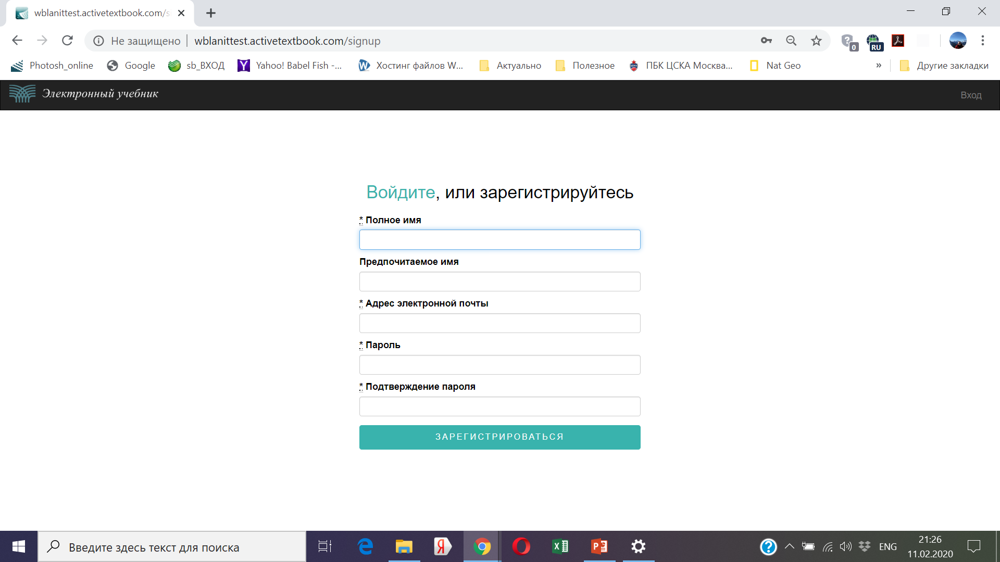 wblanittest.activetextbook.com/s
Не защищено | wblanittest.activetextbook.com/signup
0
RU
Photosh_online
Google
sb_ВХОД
Yahoo! Babel Fish -...
Хостинг файлов W...
Актуально
Полезное
ПБК ЦСКА Москва...
Nat Geo
»
Другие закладки
Электронный учебник
Вход
Войдите, или зарегистрируйтесь
* Полное имя
Предпочитаемое имя
* Адрес электронной почты
* Пароль
* Подтверждение пароля
ЗАРЕГИСТРИРОВАТЬСЯ
Введите здесь текст для поиска
ENG
21:26
11.02.2020